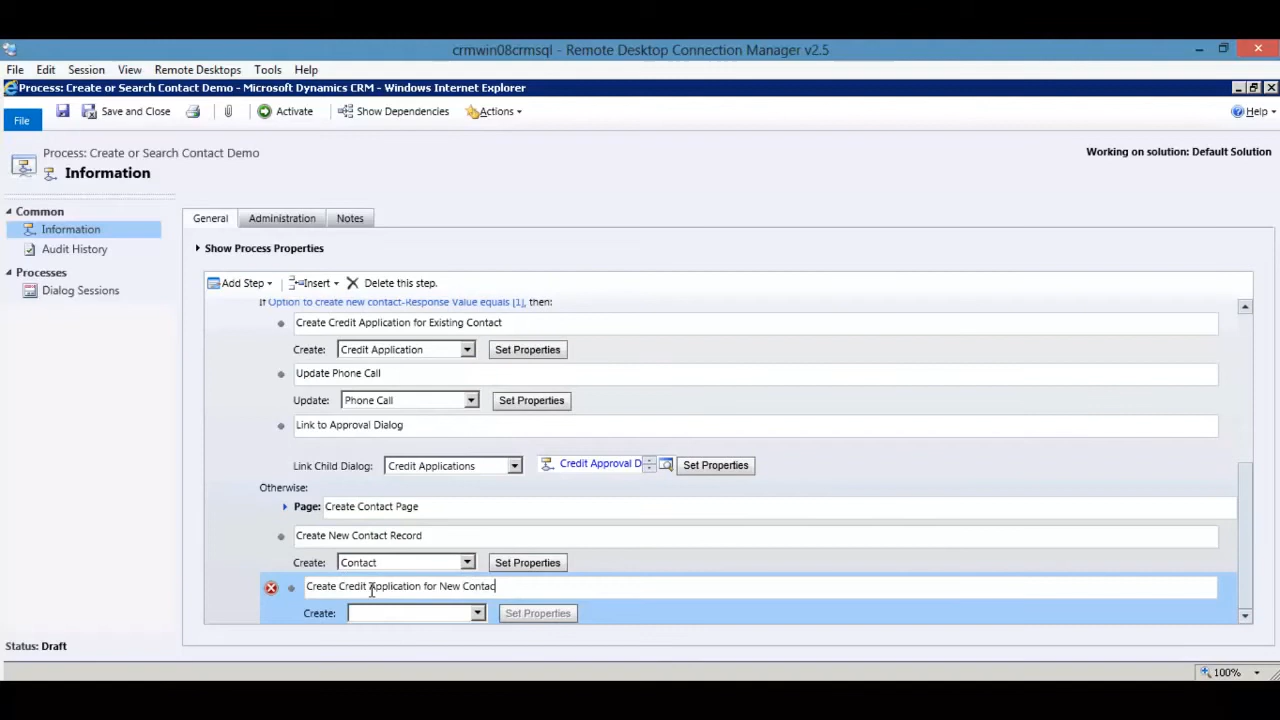 crmwin08crmsql - Remote Desktop Connection Manager v2.5
File Edit Session View Remote Desktops Tools Help
Process: Create or Search Contact Demo - Microsoft Dynamics CRM - Windows Internet Explorer
File Save and Close Activate Show Dependencies Actions Help
Process: Create or Search Contact Demo
Information
Working on solution: Default Solution
Common
Information
Audit History
Processes
Dialog Sessions
General Administration Notes
Show Process Properties
Add Step Insert Delete this step.
If Option to create new contact-Response Value equals [1], then:
Create Credit Application for Existing Contact
Create: Credit Application Set Properties
Update Phone Call
Update: Phone Call Set Properties
Link to Approval Dialog
Link Child Dialog: Credit Applications Credit Approval D Set Properties
Otherwise:
Page: Create Contact Page
Create New Contact Record
Create: Contact Set Properties
Create Credit Application for New Contac
Create: Set Properties
Status: Draft
100%